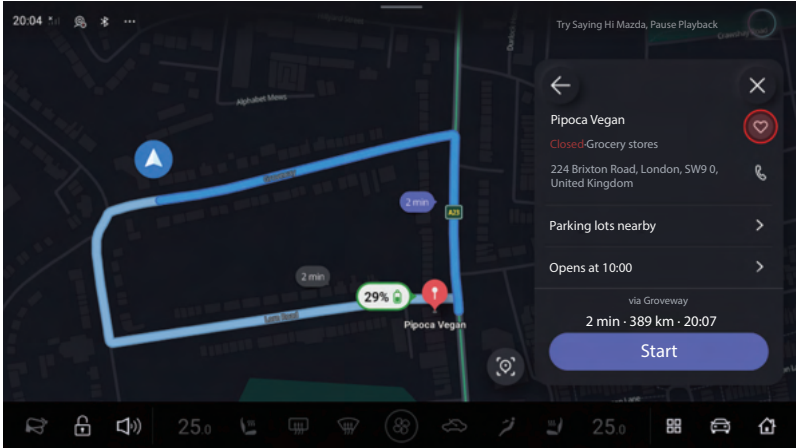 20:04
Try Saying Hi Mazda, Pause Playback
Alphabet Mews
Pipoca Vegan
Closed-Grocery stores
224 Brixton Road, London, SW9 0,
United Kingdom
2 min
A23
Parking lots nearby
2 min
Opens at 10:00
29%
Pipoca Vegan
via Groveway
2 min · 389 km · 20:07
Start
25.0
25.0